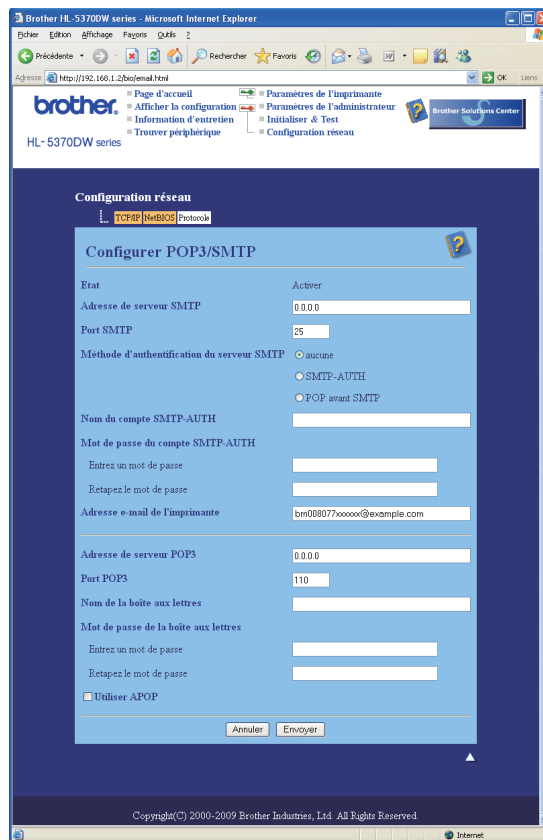 Brother HL-5370DW series - Microsoft Internet Explorer
Fichier Edition Affichage Favoris Outils ?
Précédente Rechercher Favoris
Adresse http://192.168.1.2/bio/email.html OK Liens
brother.
HL-5370DW series
Page d'accueil
Afficher la configuration
Information d'entretien
Trouver périphérique
Paramètres de l'imprimante
Paramètres de l'administrateur
Initialiser & Test
Configuration réseau
Brother Solutions Center
Configuration réseau
TCP/IP NetBIOS Protocole
Configurer POP3/SMTP
Etat Activer
Adresse de serveur SMTP 0.0.0.0
Port SMTP 25
Méthode d'authentification du serveur SMTP aucune
SMTP-AUTH
POP avant SMTP
Nom du compte SMTP-AUTH
Mot de passe du compte SMTP-AUTH
Entrez un mot de passe
Retapez le mot de passe
Adresse e-mail de l'imprimante brn008077xxxxxx@example.com
Adresse de serveur POP3 0.0.0.0
Port POP3 110
Nom de la boîte aux lettres
Mot de passe de la boîte aux lettres
Entrez un mot de passe
Retapez le mot de passe
Utiliser APOP
Annuler Envoyer
Copyright(C) 2000-2009 Brother Industries, Ltd. All Rights Reserved.
Internet